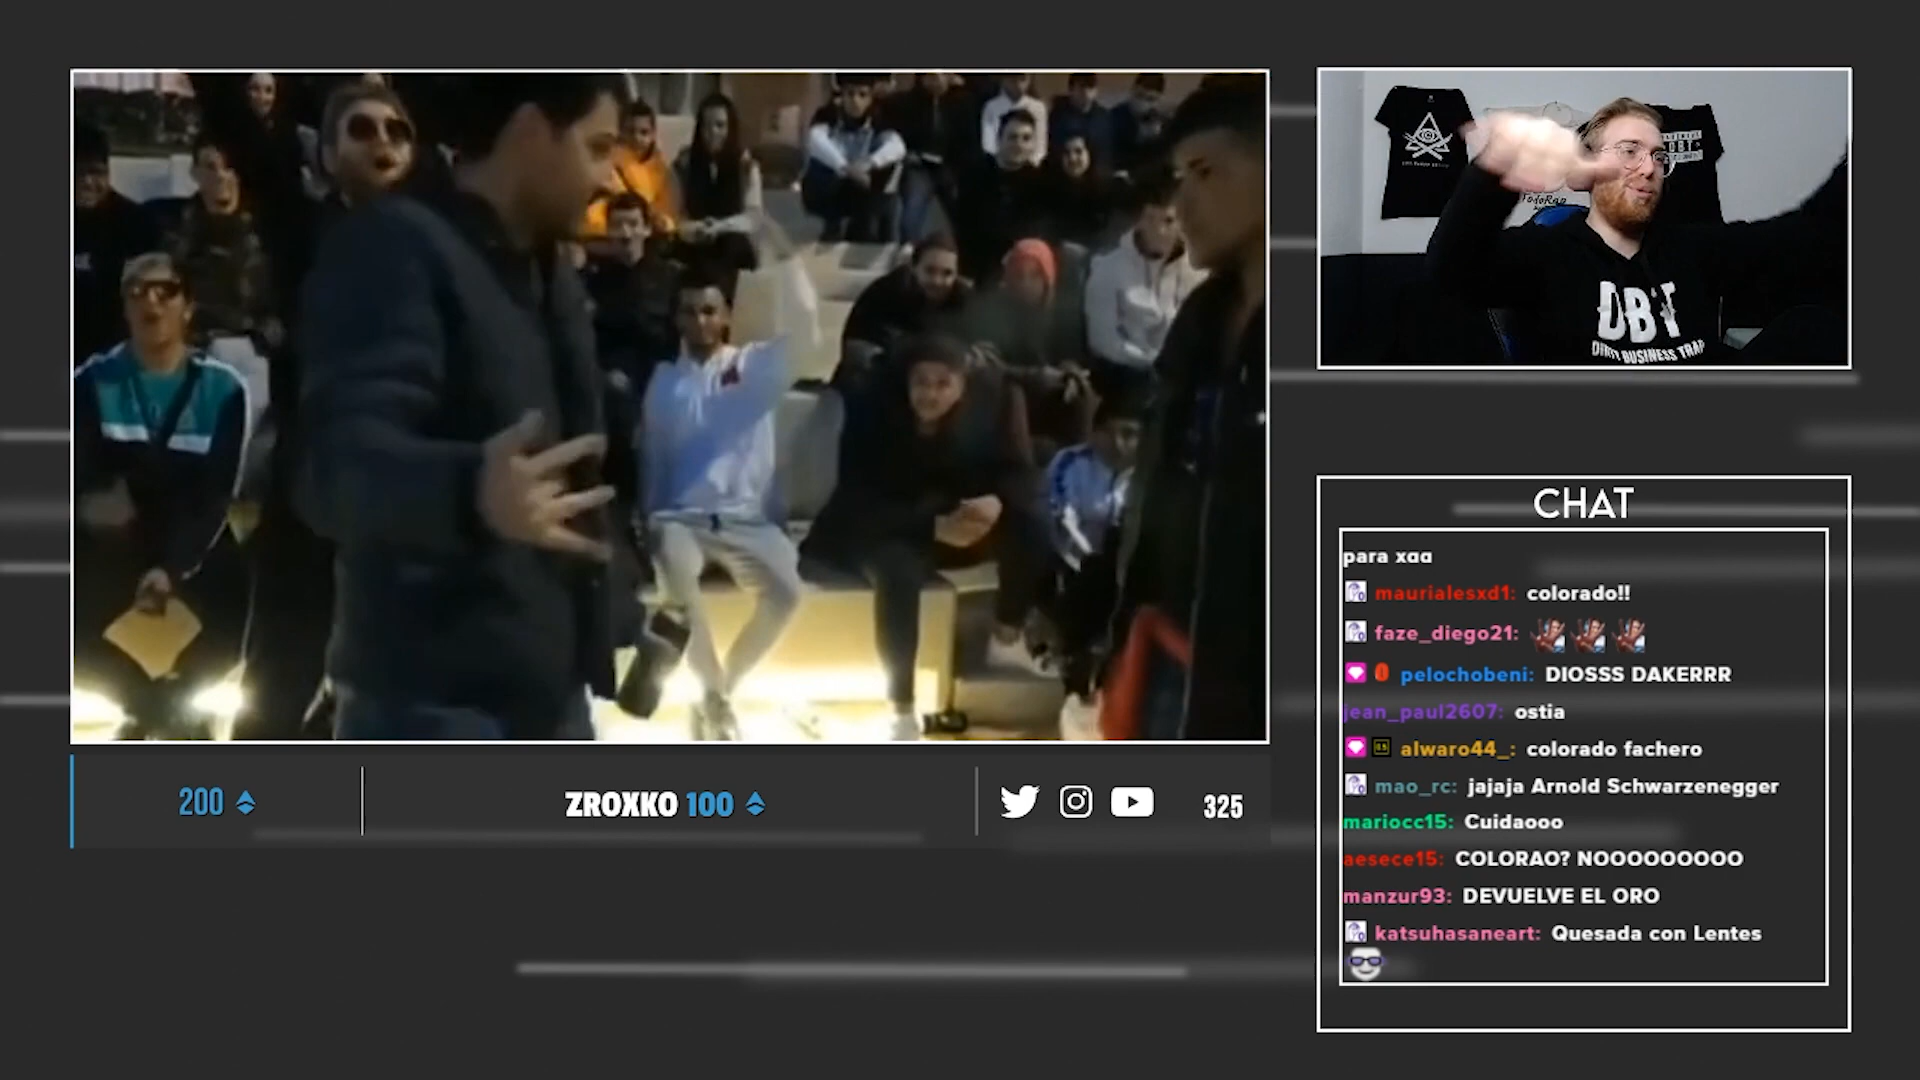 DBT
DIRTY BUSINESS TRAP
CHAT
para xaa
maurialesxd1: colorado!!
faze_diego21:
pelochobeni: DIOSSS DAKERRR
jean_paul2607: ostia
alwaro44_: colorado fachero
mao_rc: jajaja Arnold Schwarzenegger
mariocc15: Cuidaooo
aesece15: COLORAO? NOOOOOOOOO
manzur93: DEVUELVE EL ORO
katsuhasaneart: Quesada con Lentes
200
ZROXKO 100
325